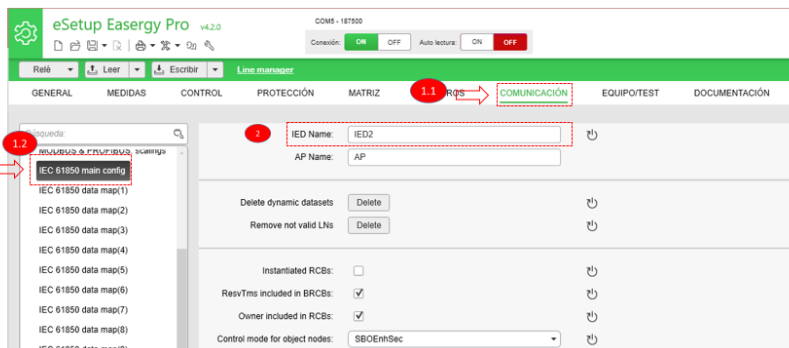 eSetup Easergy Pro v4.2.0
COM5 - 187500
Conexión: ON OFF Auto lectura: ON OFF
Relé Leer Escribir Line manager
1.1
GENERAL MEDIDAS CONTROL PROTECCIÓN MATRIZ ROS COMUNICACIÓN EQUIPO/TEST DOCUMENTACIÓN
Búsqueda:
1.2
MODBUS & PROFIBUS scalings
IEC 61850 main config
IEC 61850 data map(1)
IEC 61850 data map(2)
IEC 61850 data map(3)
IEC 61850 data map(4)
IEC 61850 data map(5)
IEC 61850 data map(6)
IEC 61850 data map(7)
IEC 61850 data map(8)
2 IED Name: IED2
AP Name: AP
Delete dynamic datasets Delete
Remove not valid LNs Delete
Instantiated RCBs:
ResvTms included in BRCBs:
Owner included in RCBs:
Control mode for object nodes: SBOEnhSec